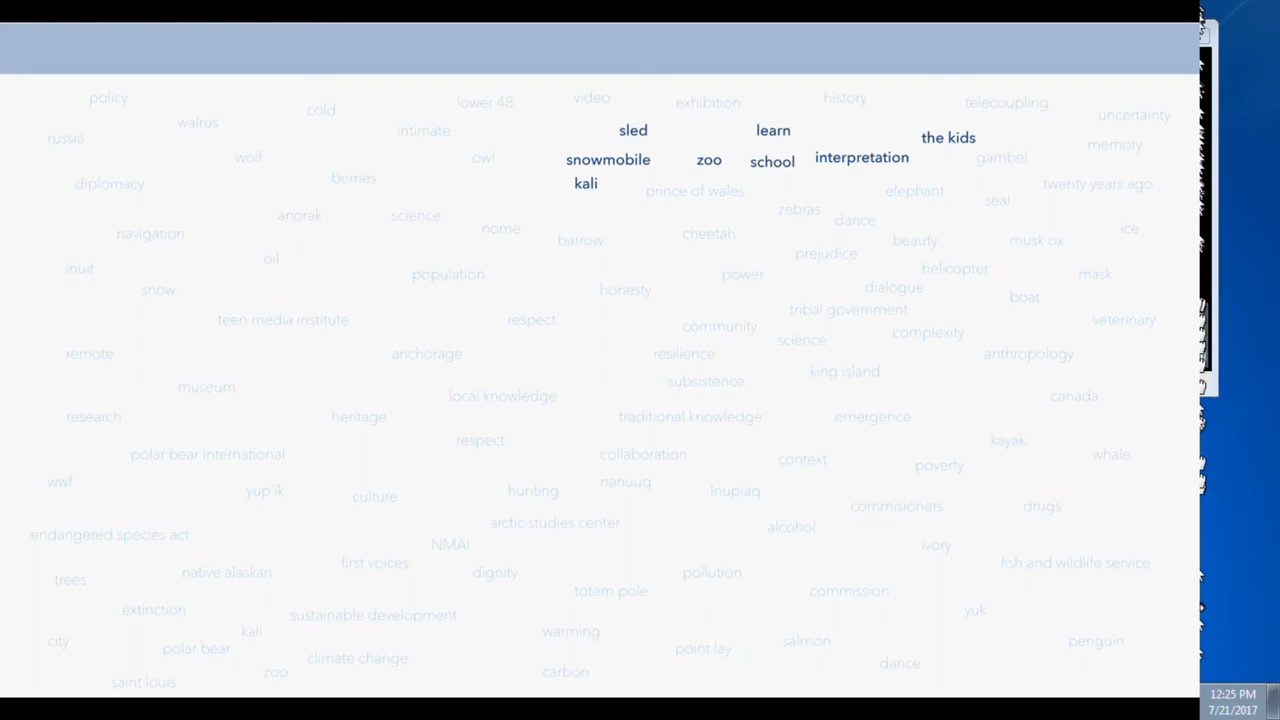 policy
cold
lower 48
video
exhibition
history
telecoupling
uncertainty
walrus
russia
intimate
sled
learn
the kids
memory
wolf
owl
snowmobile
zoo
school
interpretation
gambel
diplomacy
berries
kali
prince of wales
elephant
twenty years ago
seal
zebras
anorak
science
dance
navigation
nome
barrow
cheetah
beauty
musk ox
ice
prejudice
oil
inuit
population
power
helicopter
mask
snow
honesty
dialogue
boat
tribal government
teen media institute
respect
community
complexity
veterinary
science
remote
anchorage
resilience
anthropology
king island
subsistence
museum
local knowledge
canada
research
heritage
traditional knowledge
emergence
respect
kayak
polar bear international
collaboration
context
poverty
whale
wwf
yup'ik
culture
hunting
nanuuq
Inupiaq
commisioners
drugs
arctic studies center
alcohol
endangered species act
NMAI
ivory
first voices
fish and wildlife service
trees
native alaskan
dignity
pollution
totem pole
commission
extinction
sustainable development
yuk
city
kali
warming
salmon
penguin
polar bear
climate change
point lay
dance
zoo
carbon
saint louis
12:25 PM
7/21/2017